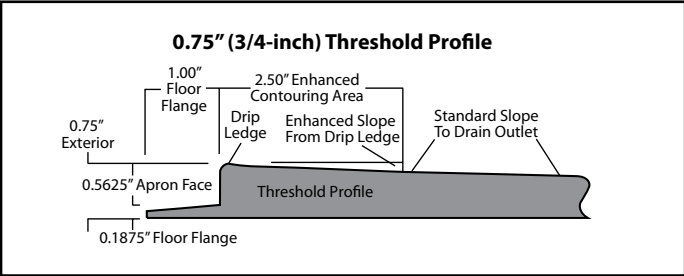 0.75” (3/4-inch) Threshold Profile
1.00”
Floor
Flange
2.50” Enhanced
Contouring Area
0.75”
Exterior
Drip
Ledge
Enhanced Slope
From Drip Ledge
Standard Slope
To Drain Outlet
0.5625” Apron Face
Threshold Profile
0.1875” Floor Flange